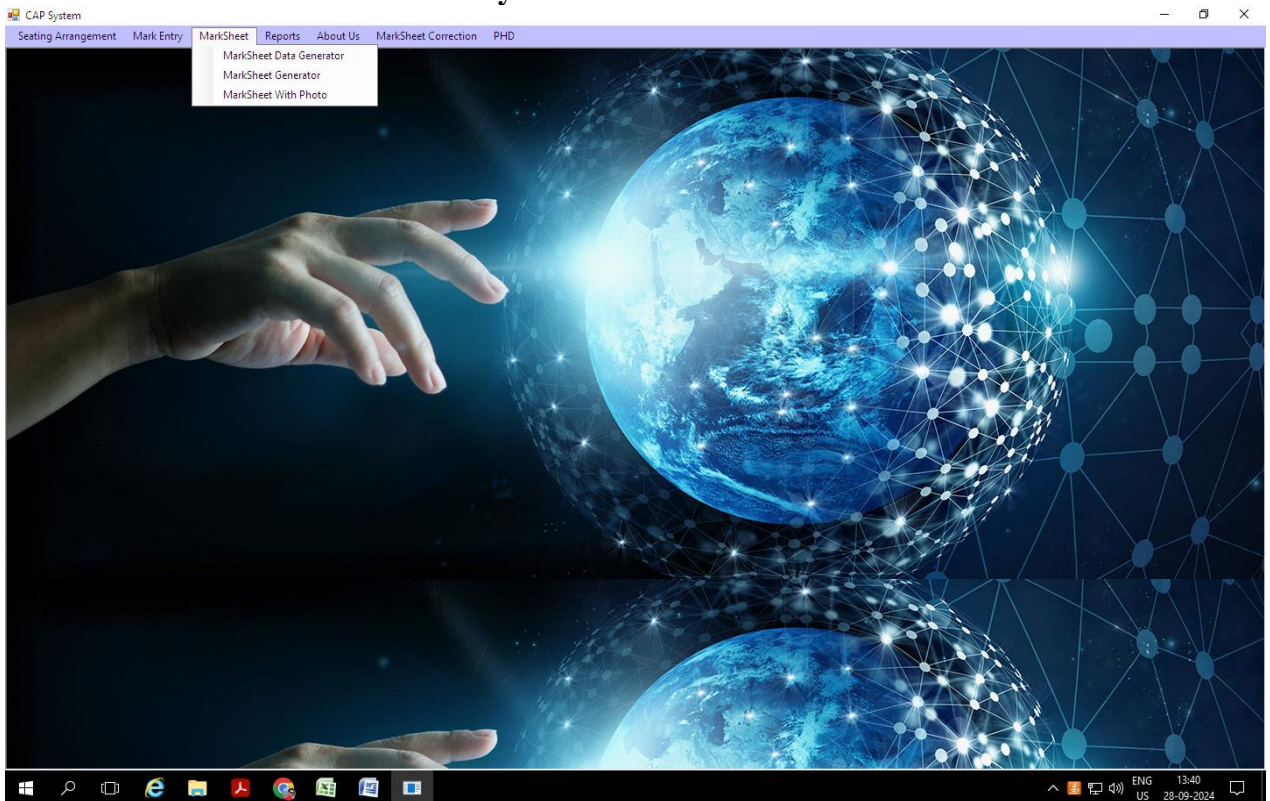 CAP System
Seating Arrangement Mark Entry MarkSheet Reports About Us MarkSheet Correction PHD
MarkSheet Data Generator
MarkSheet Generator
MarkSheet With Photo
ENG 13:40
US 28-09-2024